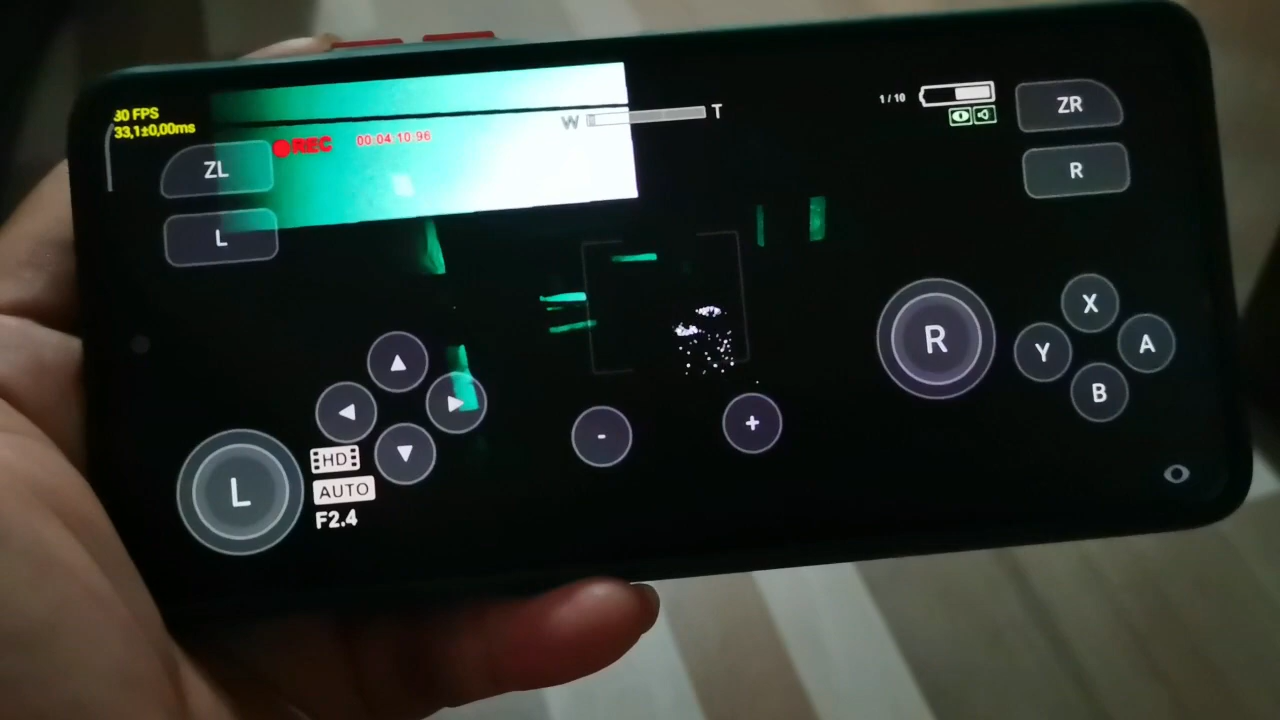 30 FPS
33,1±0,00ms
ZL
REC
00:04:10:96
W
T
1 / 10
ZR
R
L
X
Y
A
B
R
-
+
L
HD
AUTO
F2.4